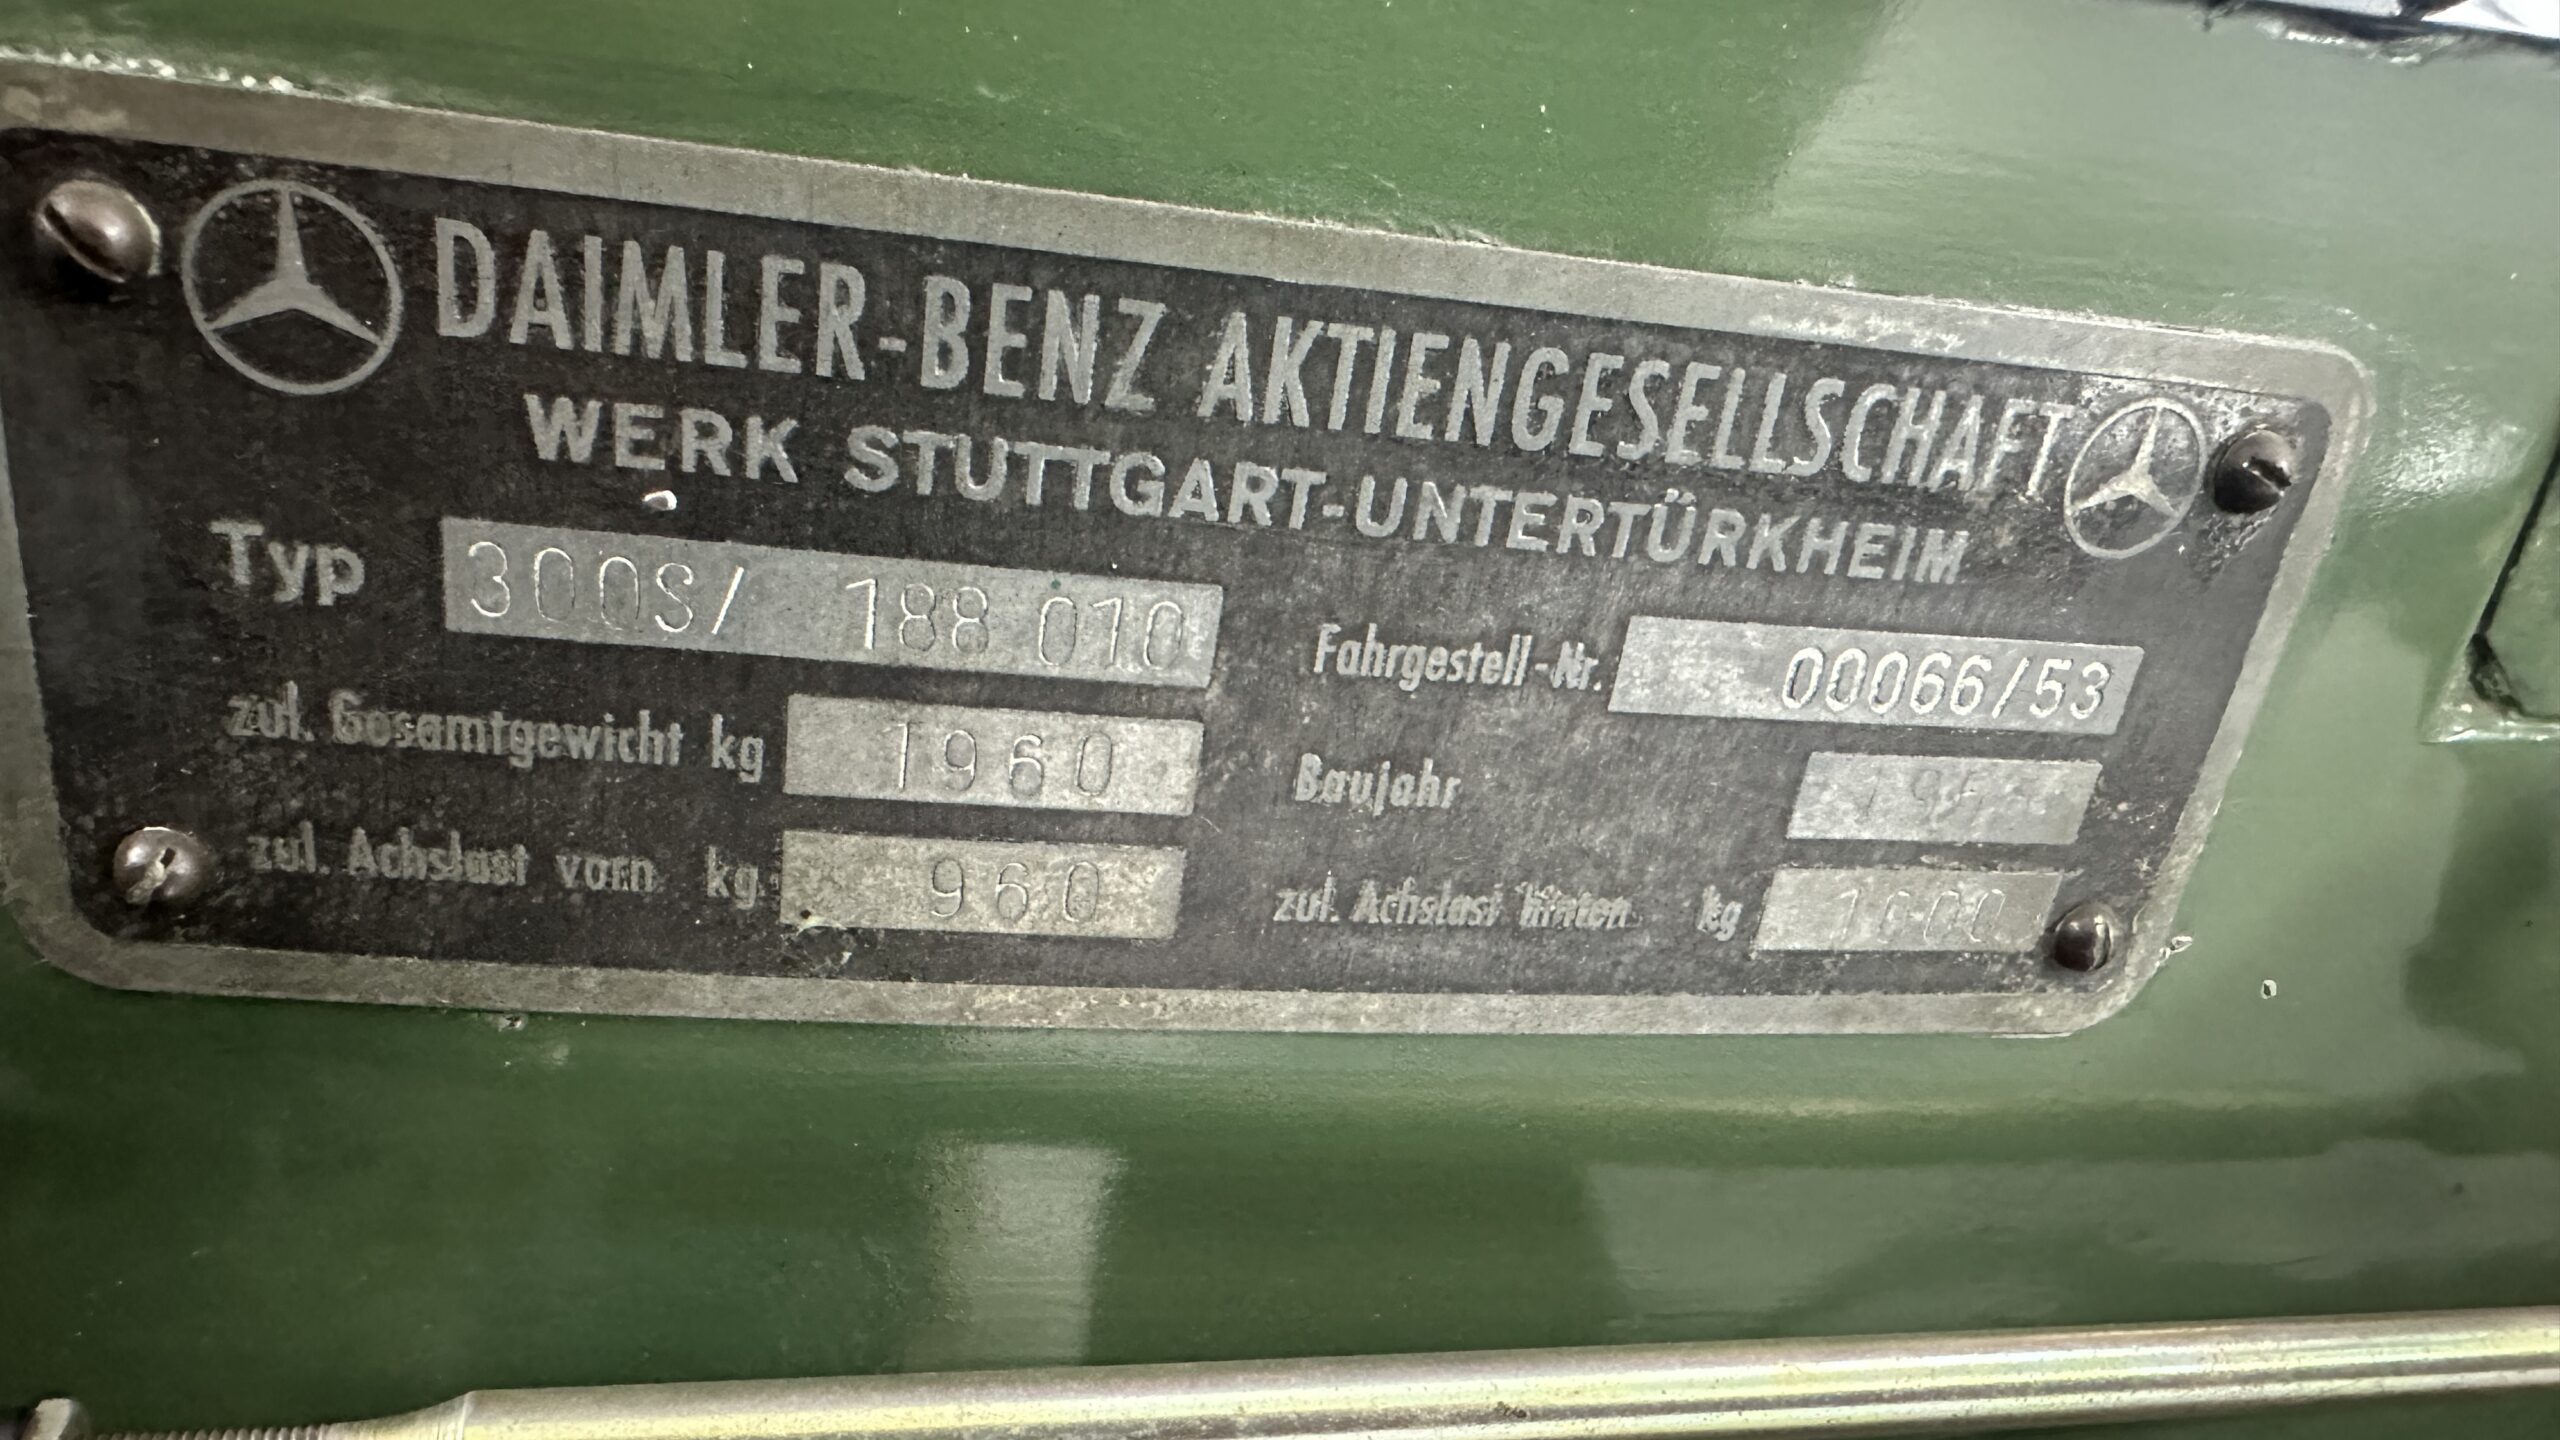 DAIMLER-BENZ AKTIENGESELLSCHAFT
WERK STUTTGART-UNTERTÜRKHEIM
Typ 300S/ 188 010
Fahrgestell-Nr. 00066/53
zul. Gesamtgewicht kg 1960
Baujahr
zul. Achslast vorn kg 960
zul. Achslast hinten kg